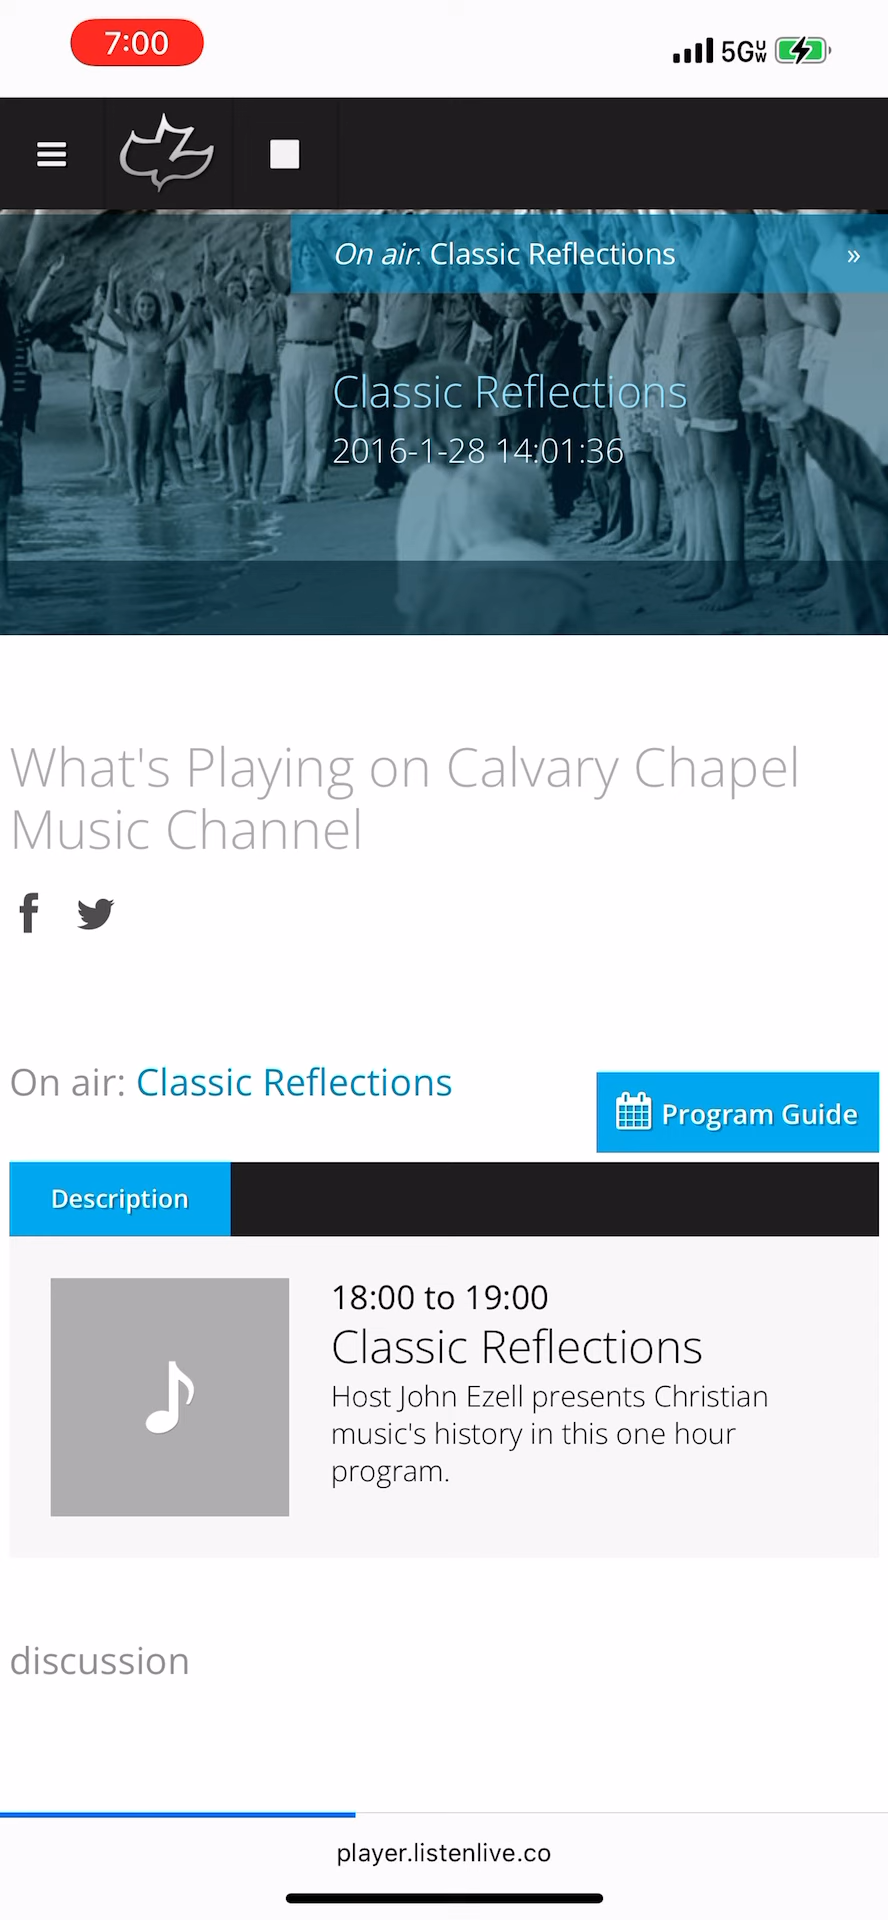 7:00
5G UW
On air: Classic Reflections »
Classic Reflections
2016-1-28 14:01:36
What's Playing on Calvary Chapel
Music Channel
On air: Classic Reflections
Program Guide
Description
18:00 to 19:00
Classic Reflections
Host John Ezell presents Christian
music's history in this one hour
program.
discussion
player.listenlive.co